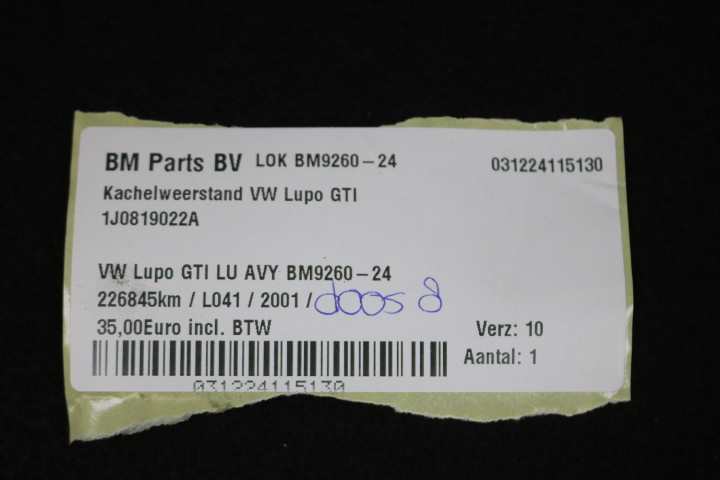 BM Parts BV LOK BM9260-24 031224115130
Kachelweerstand VW Lupo GTI
1J0819022A
VW Lupo GTI LU AVY BM9260-24
226845km / L041 / 2001 / doos 8
35,00Euro incl. BTW Verz: 10
Aantal: 1
031224115130